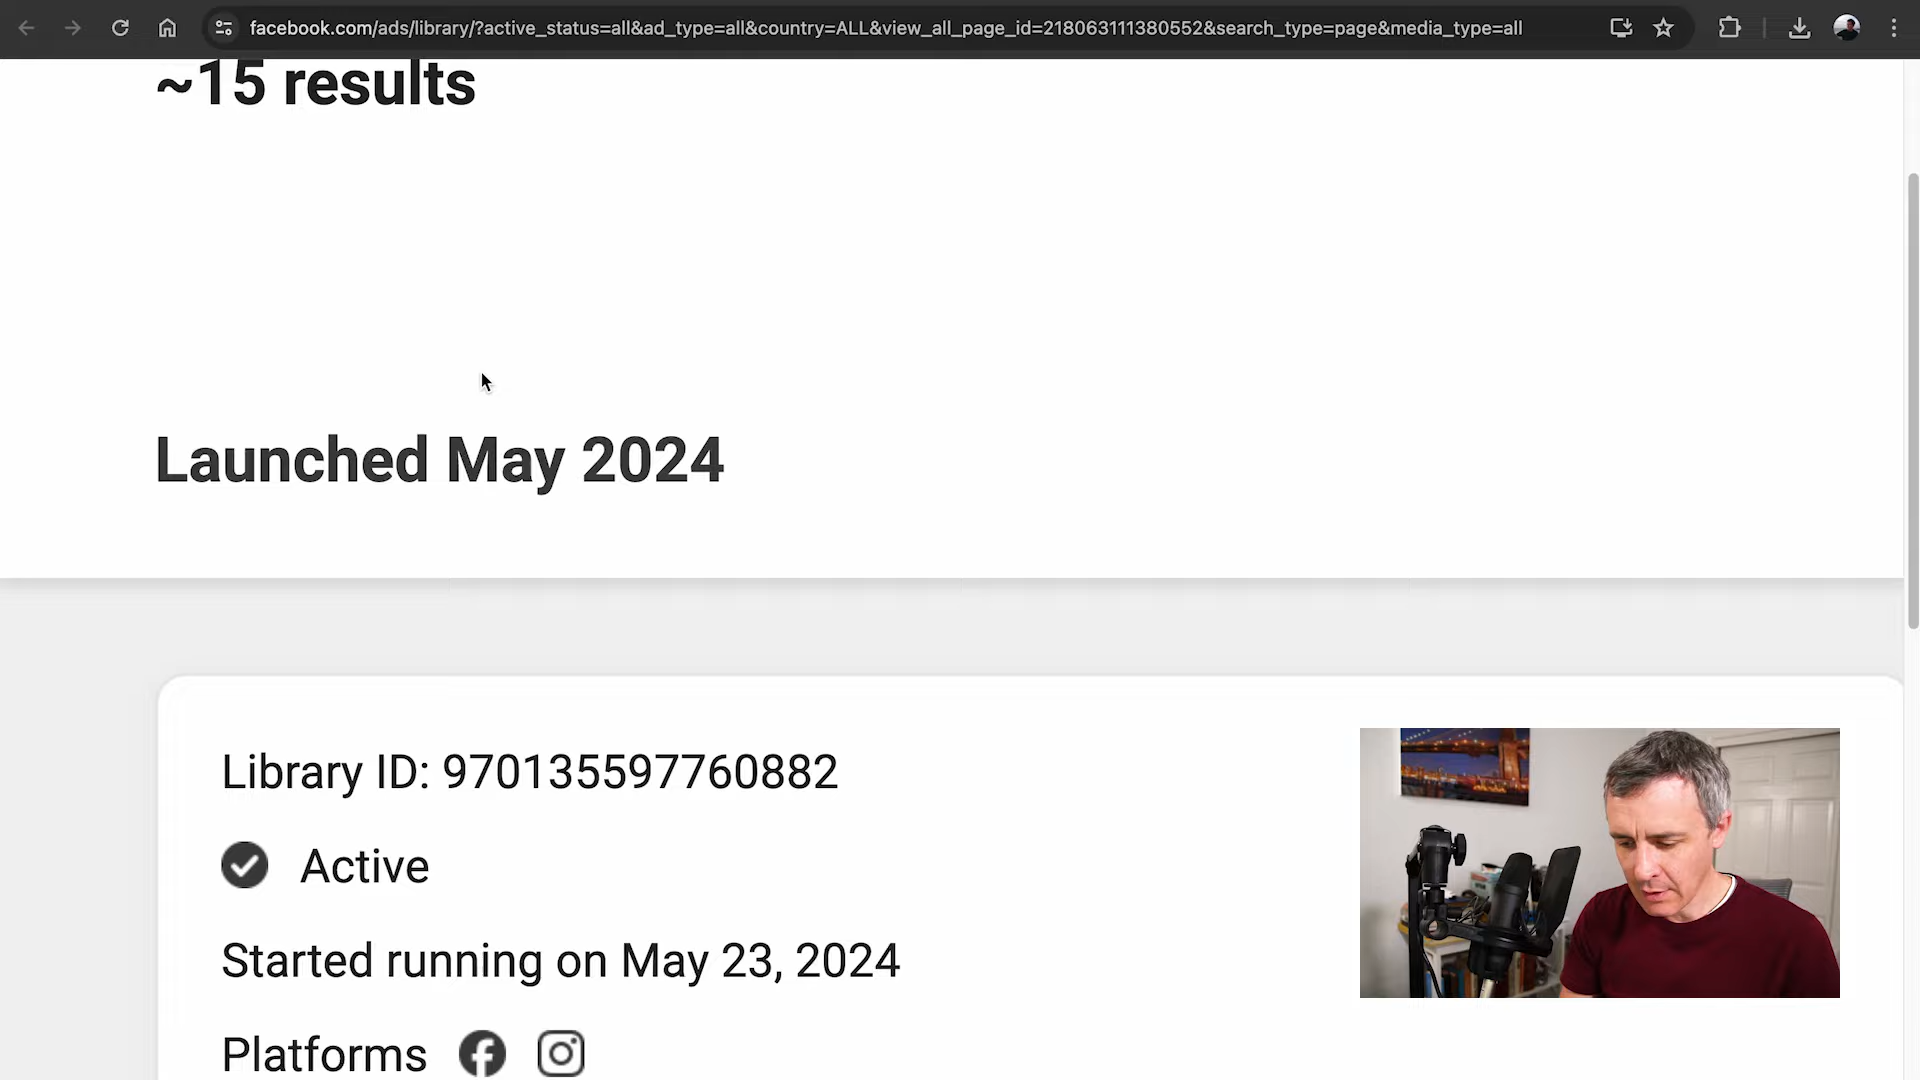 facebook.com/ads/library/?active_status=all&ad_type=all&country=ALL&view_all_page_id=218063111380552&search_type=page&media_type=all
~15 results
Launched May 2024
Library ID: 970135597760882
Active
Started running on May 23, 2024
Platforms